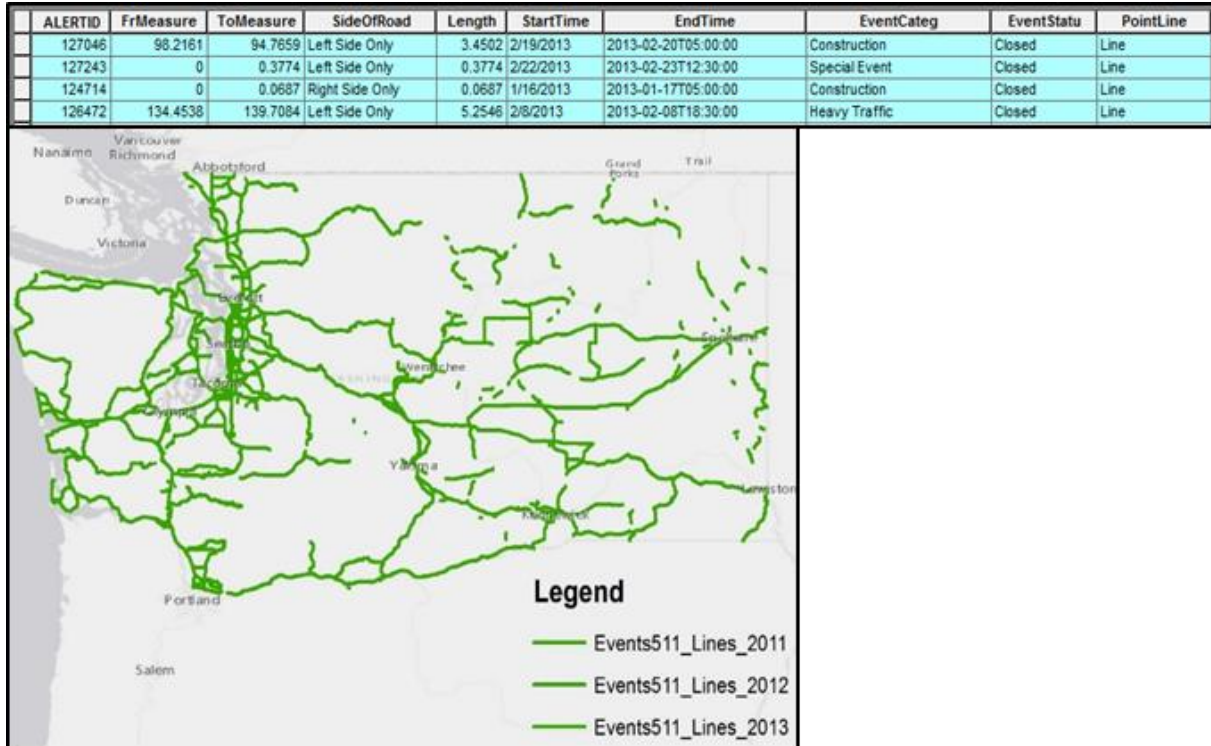 ALERTID FrMeasure ToMeasure SideOfRoad Length StartTime EndTime EventCateg EventStatu PointLine
127046 98.2161 94.7659 Left Side Only 3.4502 2/19/2013 2013-02-20T05:00:00 Construction Closed Line
127243 0 0.3774 Left Side Only 0.3774 2/22/2013 2013-02-23T12:30:00 Special Event Closed Line
124714 0 0.0687 Right Side Only 0.0687 1/16/2013 2013-01-17T05:00:00 Construction Closed Line
126472 134.4538 139.7084 Left Side Only 5.2546 2/8/2013 2013-02-08T18:30:00 Heavy Traffic Closed Line
Vancouver
Nanaimo Richmond
Abbotsford
Grand Forks
Trail
Duncan
Victoria
Everett
Seattle
Spokane
Wenatchee
Tacoma
Olympia
Yakima
Lewiston
Kennewick
Portland
Salem
Legend
Events511_Lines_2011
Events511_Lines_2012
Events511_Lines_2013